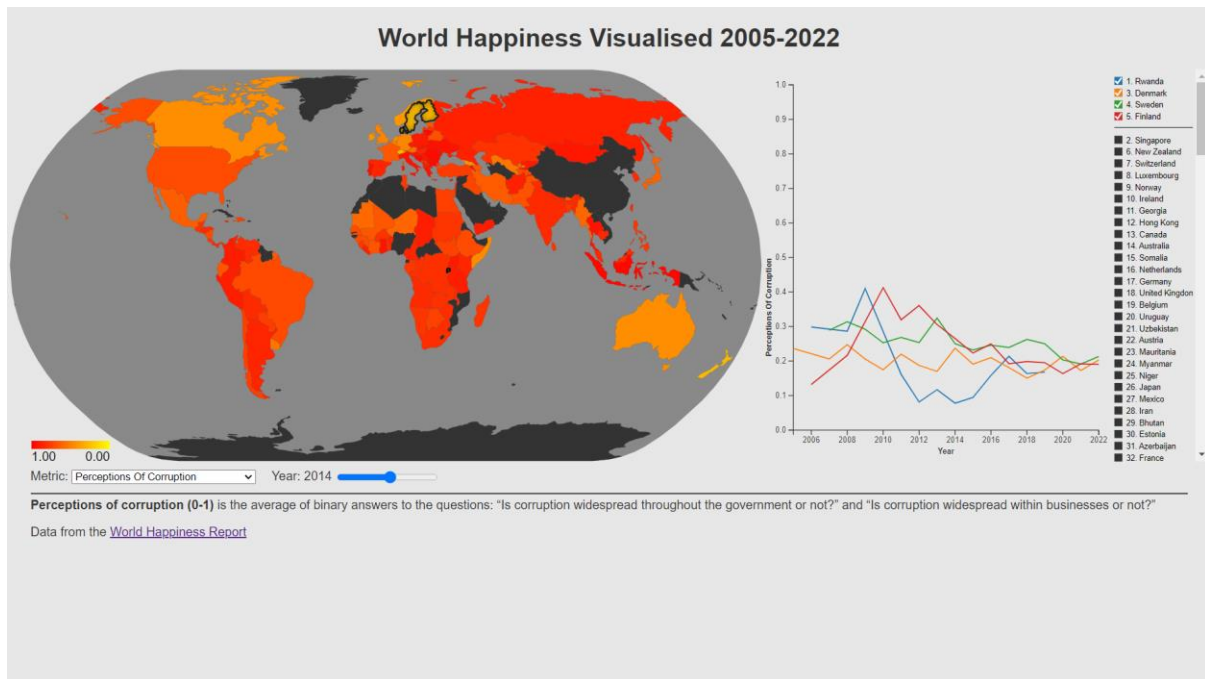 World Happiness Visualised 2005-2022
1.00 0.00
Metric: Perceptions Of Corruption Year: 2014
Perceptions Of Corruption
1.0
0.9
0.8
0.7
0.6
0.5
0.4
0.3
0.2
0.1
0.0
2006 2008 2010 2012 2014 2016 2018 2020 2022
Year
1. Rwanda
3. Denmark
4. Sweden
5. Finland
2. Singapore
6. New Zealand
7. Switzerland
8. Luxembourg
9. Norway
10. Ireland
11. Georgia
12. Hong Kong
13. Canada
14. Australia
15. Somalia
16. Netherlands
17. Germany
18. United Kingdon
19. Belgium
20. Uruguay
21. Uzbekistan
22. Austria
23. Mauritania
24. Myanmar
25. Niger
26. Japan
27. Mexico
28. Iran
29. Bhutan
30. Estonia
31. Azerbaijan
32. France
Perceptions of corruption (0-1) is the average of binary answers to the questions: “Is corruption widespread throughout the government or not?” and “Is corruption widespread within businesses or not?”
Data from the World Happiness Report